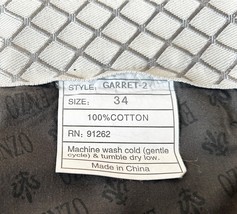 STYLE: GARRET-2
SIZE: 34
100%COTTON
RN: 91262
Machine wash cold (gentle
cycle) & tumble dry low.
Made in China